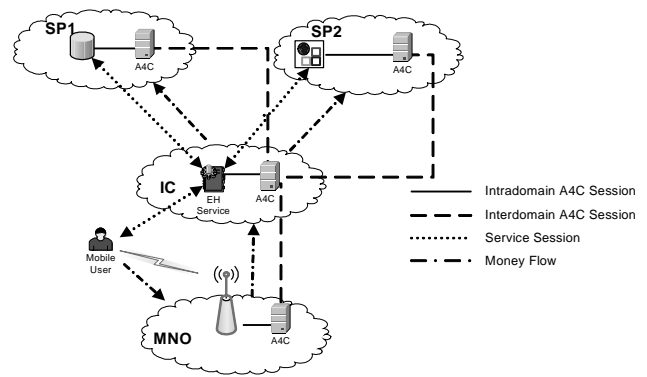 SP1
A4C
SP2
A4C
IC
EH
Service
A4C
Intradomain A4C Session
Interdomain A4C Session
Service Session
Money Flow
Mobile
User
MNO
A4C